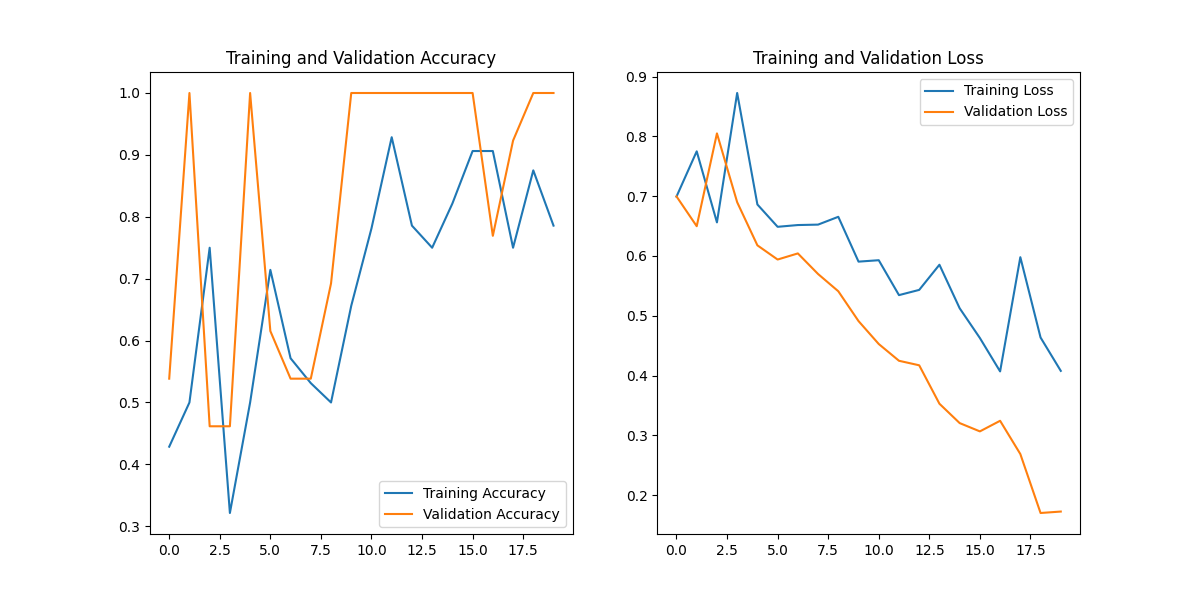 Training and Validation Accuracy
1.0
0.9
0.8
0.7
0.6
0.5
0.4
0.3
0.0 2.5 5.0 7.5 10.0 12.5 15.0 17.5
Training Accuracy
Validation Accuracy
Training and Validation Loss
0.9
0.8
0.7
0.6
0.5
0.4
0.3
0.2
0.0 2.5 5.0 7.5 10.0 12.5 15.0 17.5
Training Loss
Validation Loss